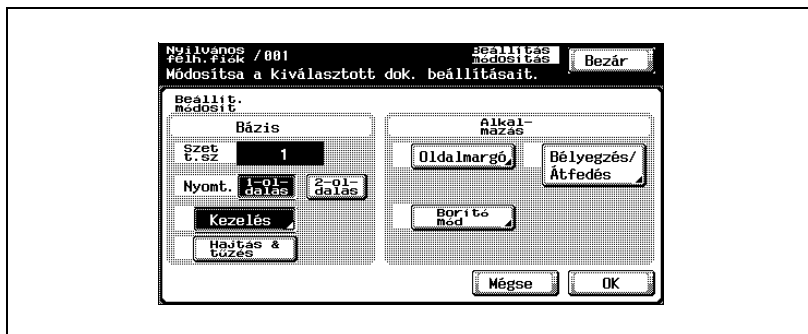 Nyilvános
félh.fiók /001
Beállítás
módosítás
Bezár
Módosítsa a kiválasztott dok. beállításait.
Beállít.
módosít
Bázis
Szet
t.sz 1
Nyomt. 1-ol-
dalas
2-ol-
dalas
Kezelés
Hajtás &
tűzés
Alkal-
mazás
Oldalmargó
Bélyegzés/
Átfedés
Borító
mód
Mégse
OK